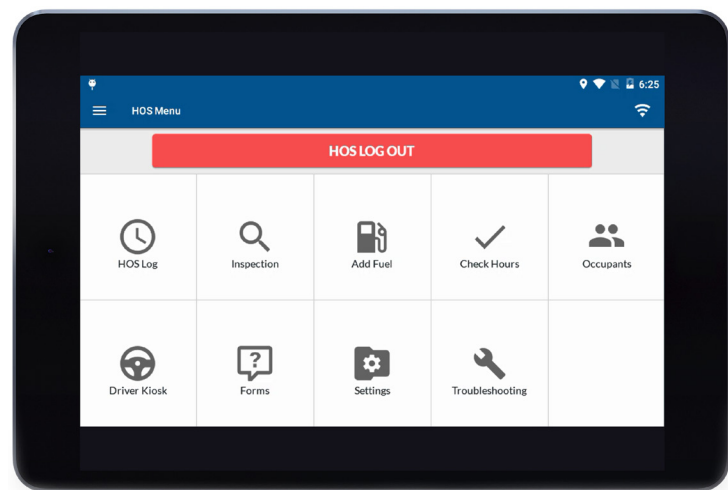 6:25
HOS Menu
HOS LOG OUT
HOS Log
Inspection
Add Fuel
Check Hours
Occupants
?
Driver Kiosk
Forms
Settings
Troubleshooting